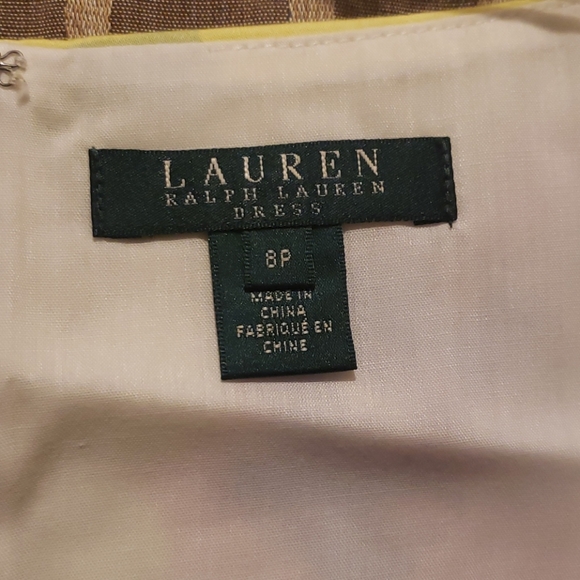 LAUREN
RALPH LAUREN
DRESS
8P
MADE IN
CHINA
FABRIQUÉ EN
CHINE